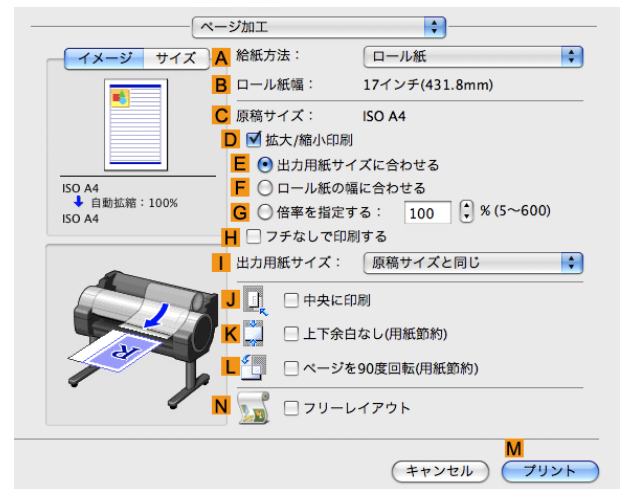 ページ加工
イメージ サイズ
A 給紙方法： ロール紙
B ロール紙幅： 17インチ(431.8mm)
C 原稿サイズ： ISO A4
D 拡大/縮小印刷
E 出力用紙サイズに合わせる
F ロール紙の幅に合わせる
G 倍率を指定する： 100 % (5〜600)
H フチなしで印刷する
ISO A4
自動拡縮：100%
ISO A4
I 出力用紙サイズ： 原稿サイズと同じ
J 中央に印刷
K 上下余白なし(用紙節約)
L ページを90度回転(用紙節約)
N フリーレイアウト
R
M
キャンセル プリント